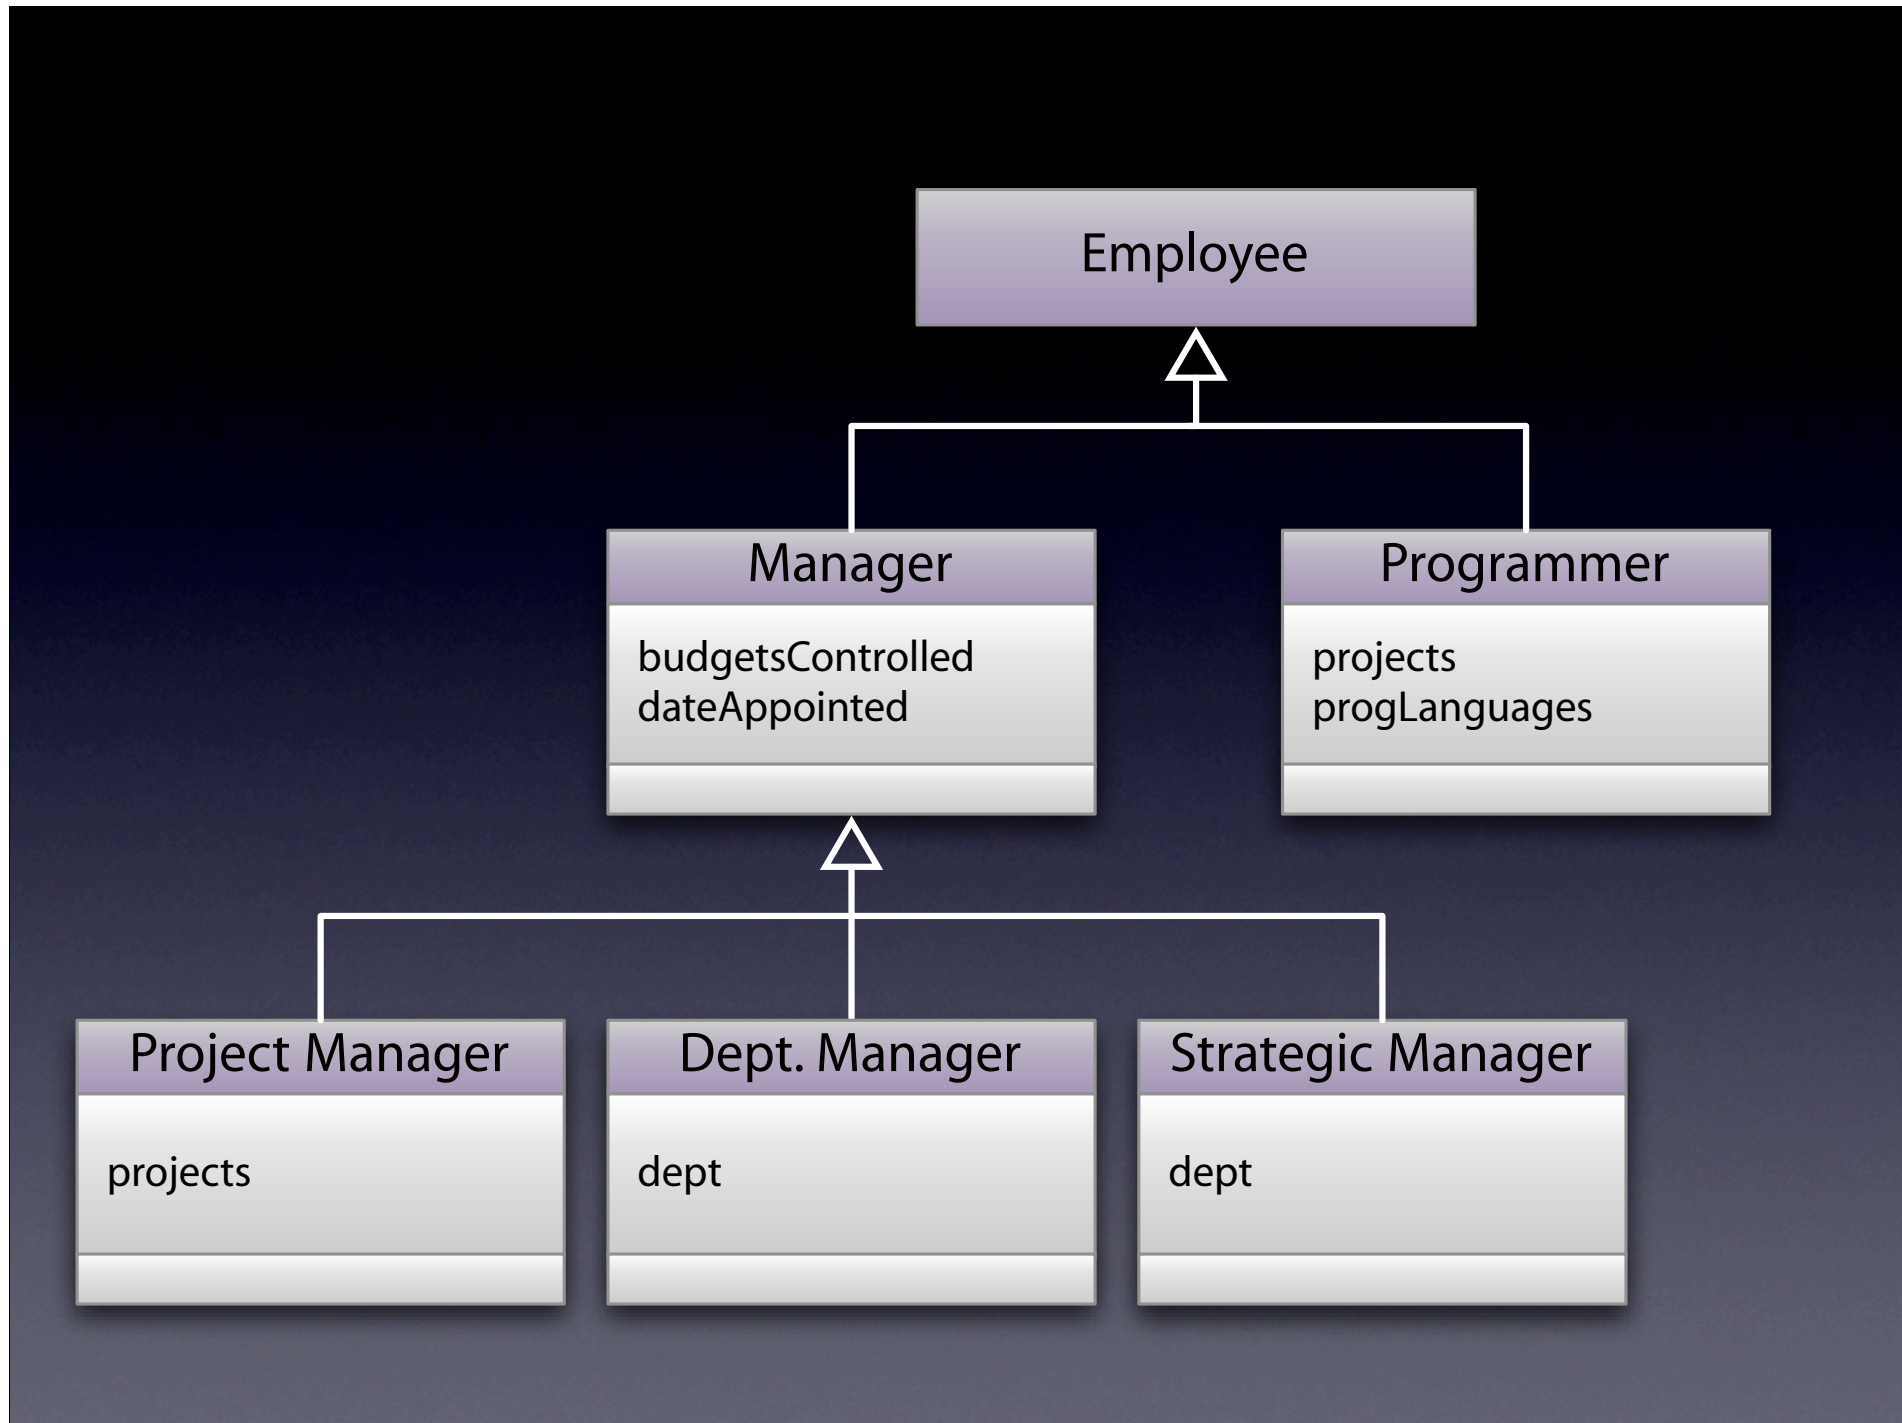 Employee
Manager
budgetsControlled
dateAppointed
Programmer
projects
progLanguages
Project Manager
projects
Dept. Manager
dept
Strategic Manager
dept